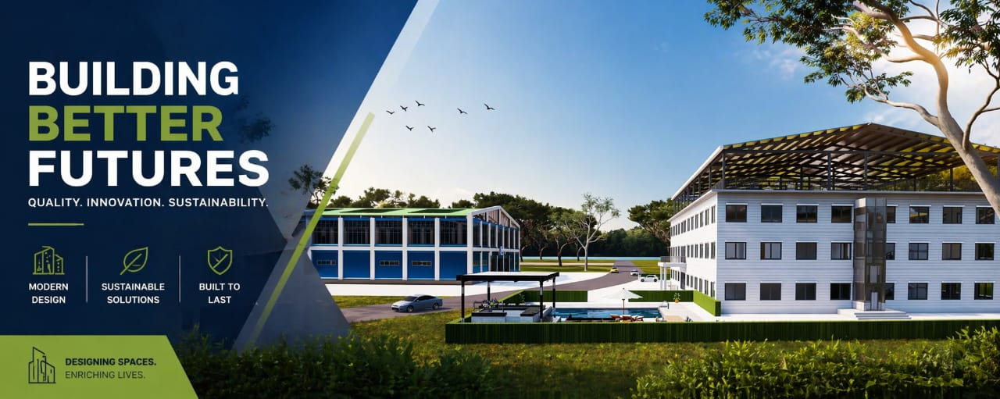 BUILDING
BETTER
FUTURES
QUALITY. INNOVATION. SUSTAINABILITY.
MODERN
DESIGN
SUSTAINABLE
SOLUTIONS
BUILT TO
LAST
DESIGNING SPACES.
ENRICHING LIVES.